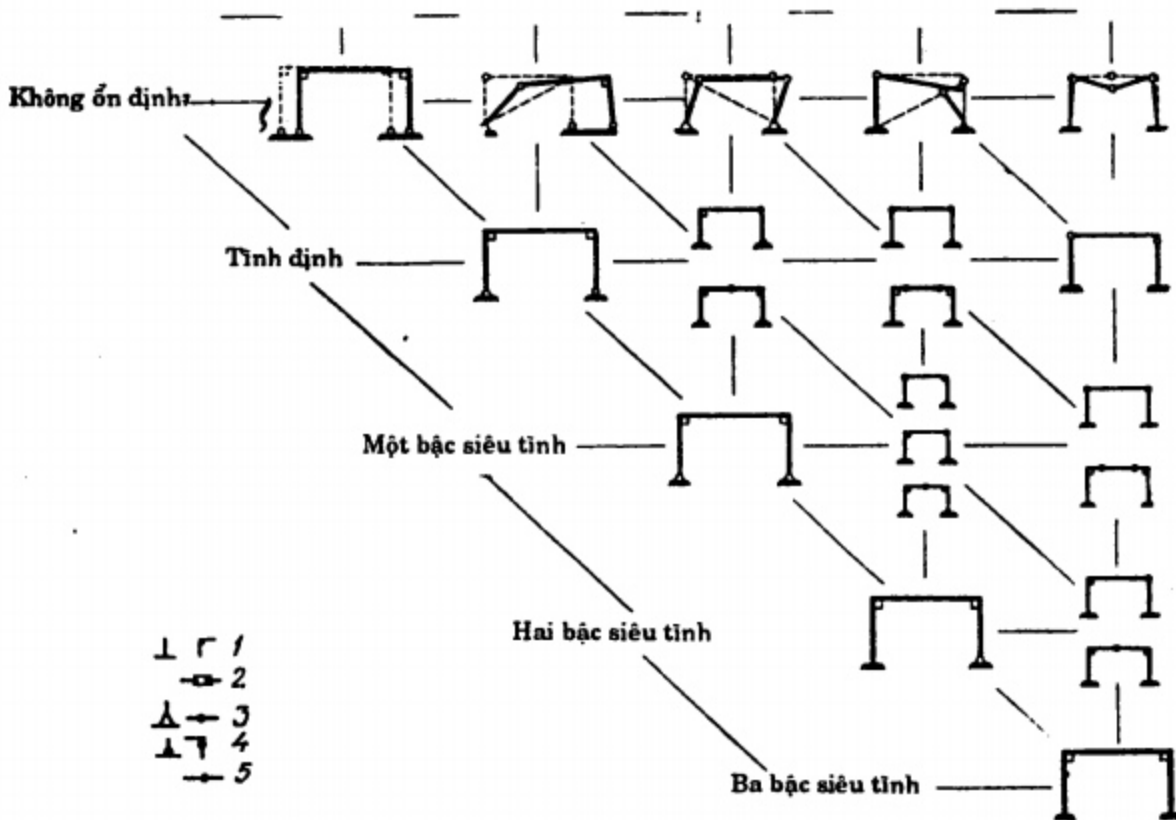 Không ổn định
Tĩnh định
Một bậc siêu tĩnh
Hai bậc siêu tĩnh
1
2
3
4
5
Ba bậc siêu tĩnh